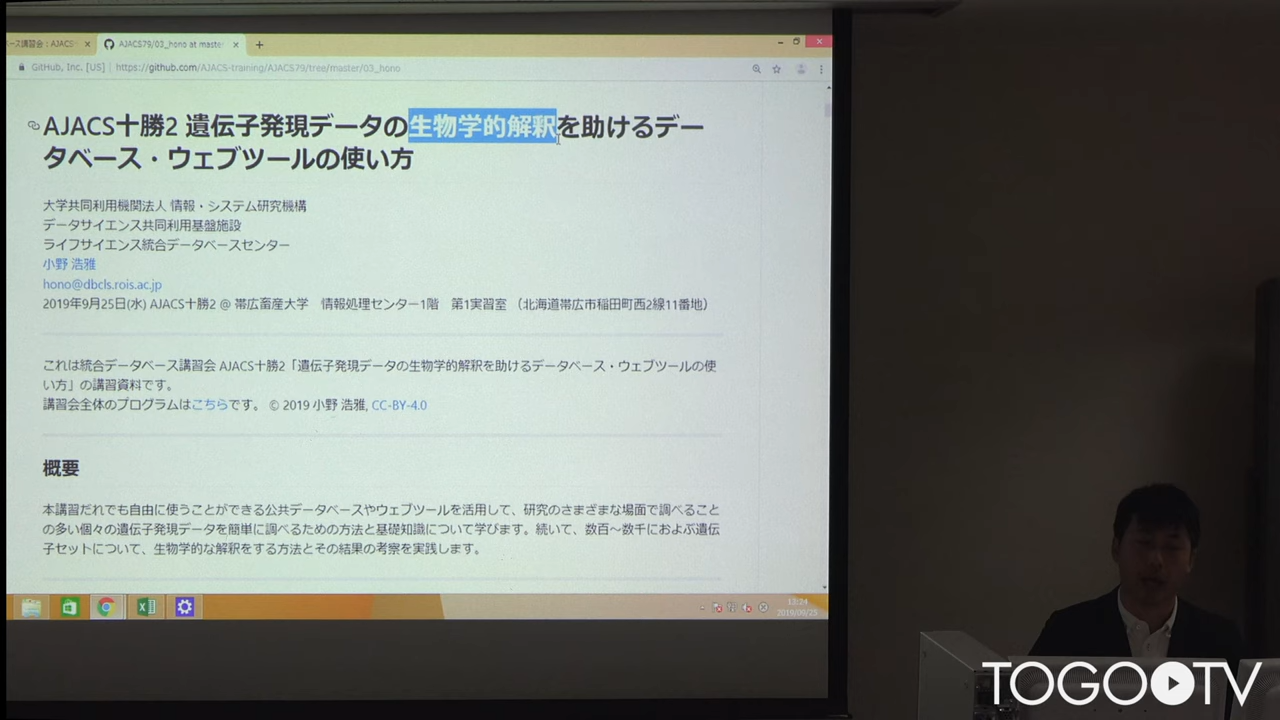 ース講習会：AJACS
AJACS79/03_hono at maste
GitHub, Inc. [US] | https://github.com/AJACS-training/AJACS79/tree/master/03_hono
AJACS十勝2 遺伝子発現データの生物学的解釈を助けるデー
タベース・ウェブツールの使い方
大学共同利用機関法人 情報・システム研究機構
データサイエンス共同利用基盤施設
ライフサイエンス統合データベースセンター
小野 浩雅
hono@dbcls.rois.ac.jp
2019年9月25日(水) AJACS十勝2 @ 帯広畜産大学　情報処理センター1階　第1実習室 （北海道帯広市稲田町西2線11番地）
これは統合データベース講習会 AJACS十勝2「遺伝子発現データの生物学的解釈を助けるデータベース・ウェブツールの使
い方」の講習資料です。
講習会全体のプログラムはこちらです。 © 2019 小野 浩雅, CC-BY-4.0
概要
本講習だれでも自由に使うことができる公共データベースやウェブツールを活用して、研究のさまざまな場面で調べること
の多い個々の遺伝子発現データを簡単に調べるための方法と基礎知識について学びます。続いて、数百～数千におよぶ遺伝
子セットについて、生物学的な解釈をする方法とその結果の考察を実践します。
2019/09/25
TOGOTV